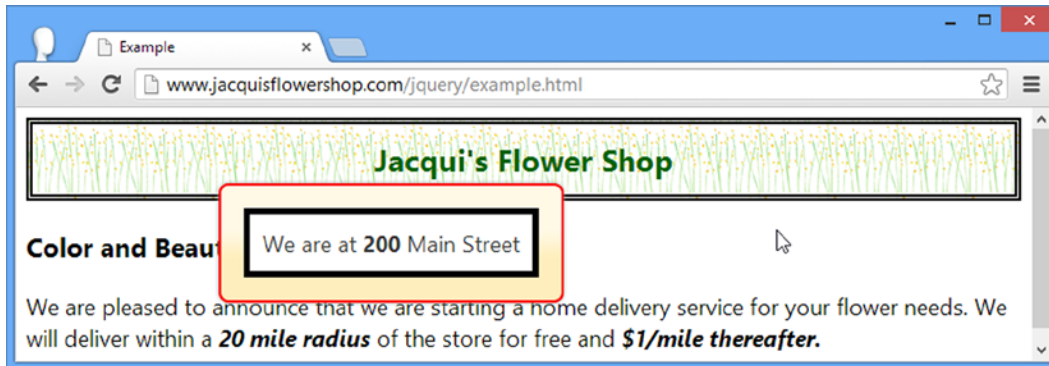 Example
www.jacquisflowershop.com/jquery/example.html
Jacqui's Flower Shop
We are at 200 Main Street
Color and Beau
We are pleased to announce that we are starting a home delivery service for your flower needs. We
will deliver within a 20 mile radius of the store for free and $1/mile thereafter.